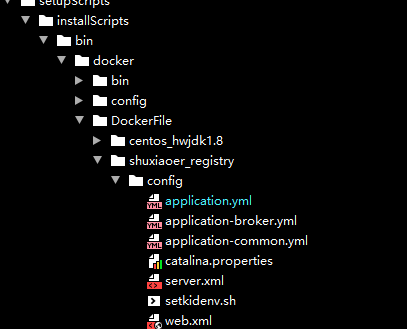 setupScripts
installScripts
bin
docker
bin
config
DockerFile
centos_hwjdk1.8
shuxiaoer_registry
config
application.yml
application-broker.yml
application-common.yml
catalina.properties
server.xml
setkidenv.sh
web.xml